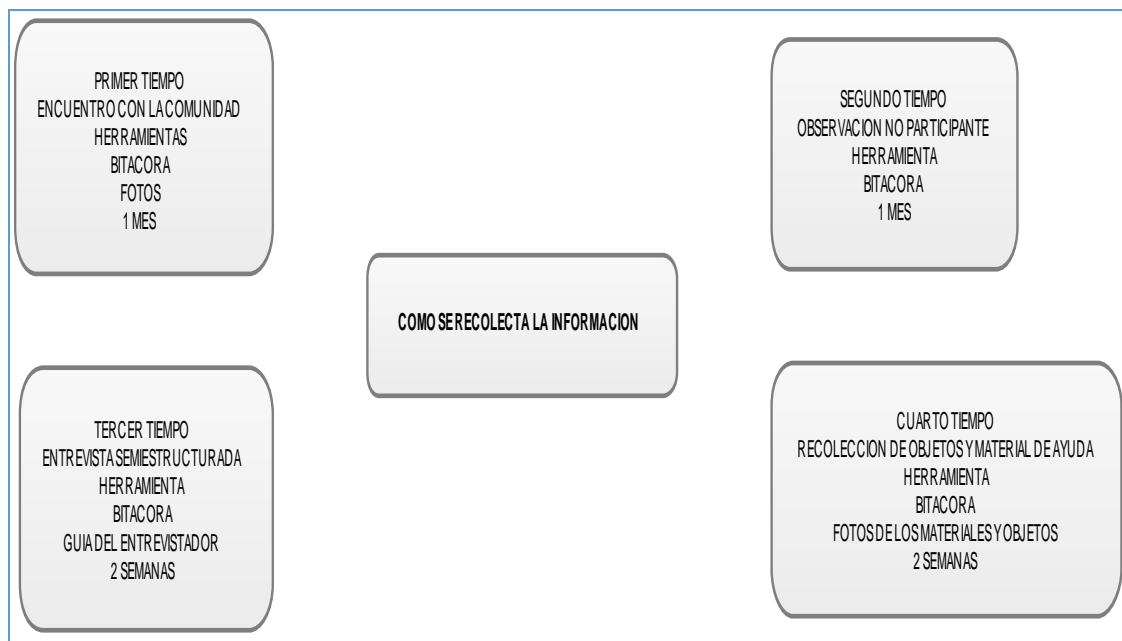 PRIMER TIEMPO
ENCUENTRO CON LA COMUNIDAD
HERRAMIENTAS
BITACORA
FOTOS
1 MES
SEGUNDO TIEMPO
OBSERVACION NO PARTICIPANTE
HERRAMIENTA
BITACORA
1 MES
COMO SE RECOLECTA LA INFORMACION
TERCER TIEMPO
ENTREVISTA SEMIESTRUCTURADA
HERRAMIENTA
BITACORA
GUIA DEL ENTREVISTADOR
2 SEMANAS
CUARTO TIEMPO
RECOLECCION DE OBJETOS Y MATERIAL DE AYUDA
HERRAMIENTA
BITACORA
FOTOS DE LOS MATERIALES Y OBJETOS
2 SEMANAS